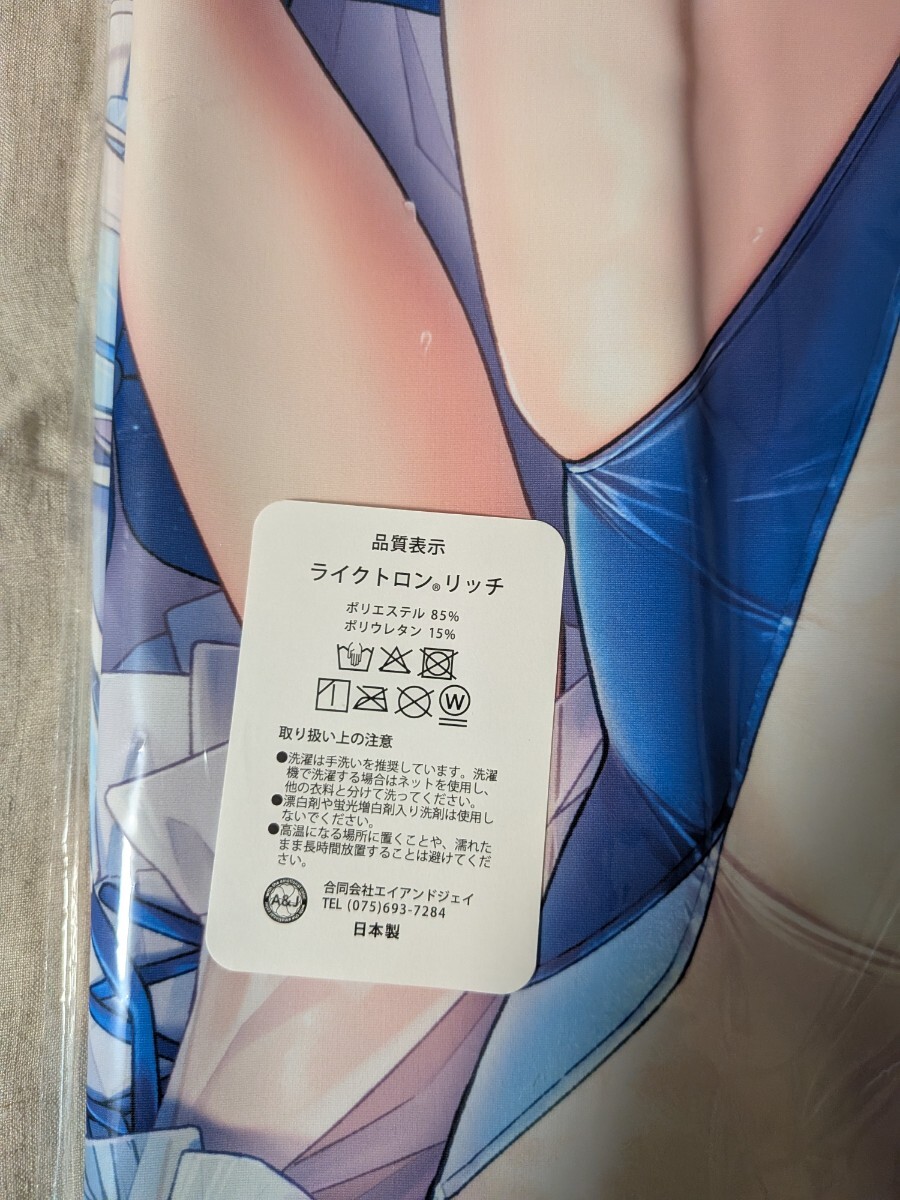 品質表示
ライクトロン®リッチ
ポリエステル 85%
ポリウレタン 15%
W
取り扱い上の注意
●洗濯は手洗いを推奨しています。洗濯
機で洗濯する場合はネットを使用し、
他の衣料と分けて洗ってください。
●漂白剤や蛍光増白剤入り洗剤は使用し
ないでください。
●高温になる場所に置くことや、濡れた
まま長時間放置することは避けてくだ
さい。
A&J
合同会社エイアンドジェイ
TEL (075)693-7284
日本製